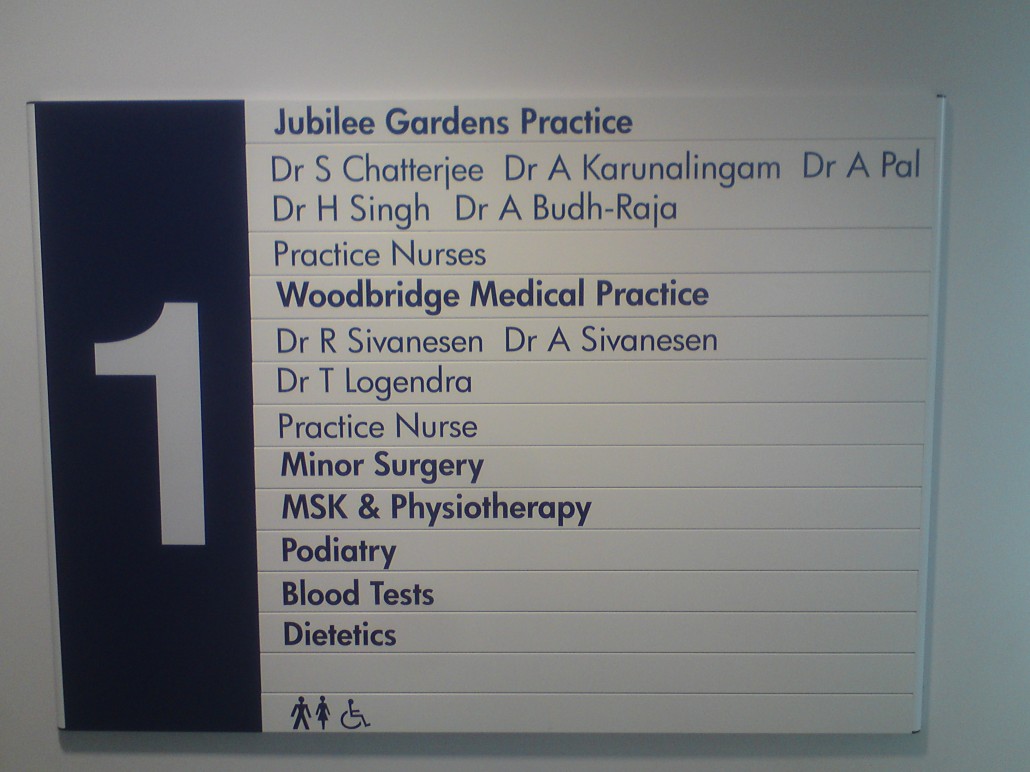 1
Jubilee Gardens Practice
Dr S Chatterjee Dr A Karunalingam Dr A Pal
Dr H Singh Dr A Budh-Raja
Practice Nurses
Woodbridge Medical Practice
Dr R Sivanesen Dr A Sivanesen
Dr T Logendra
Practice Nurse
Minor Surgery
MSK & Physiotherapy
Podiatry
Blood Tests
Dietetics